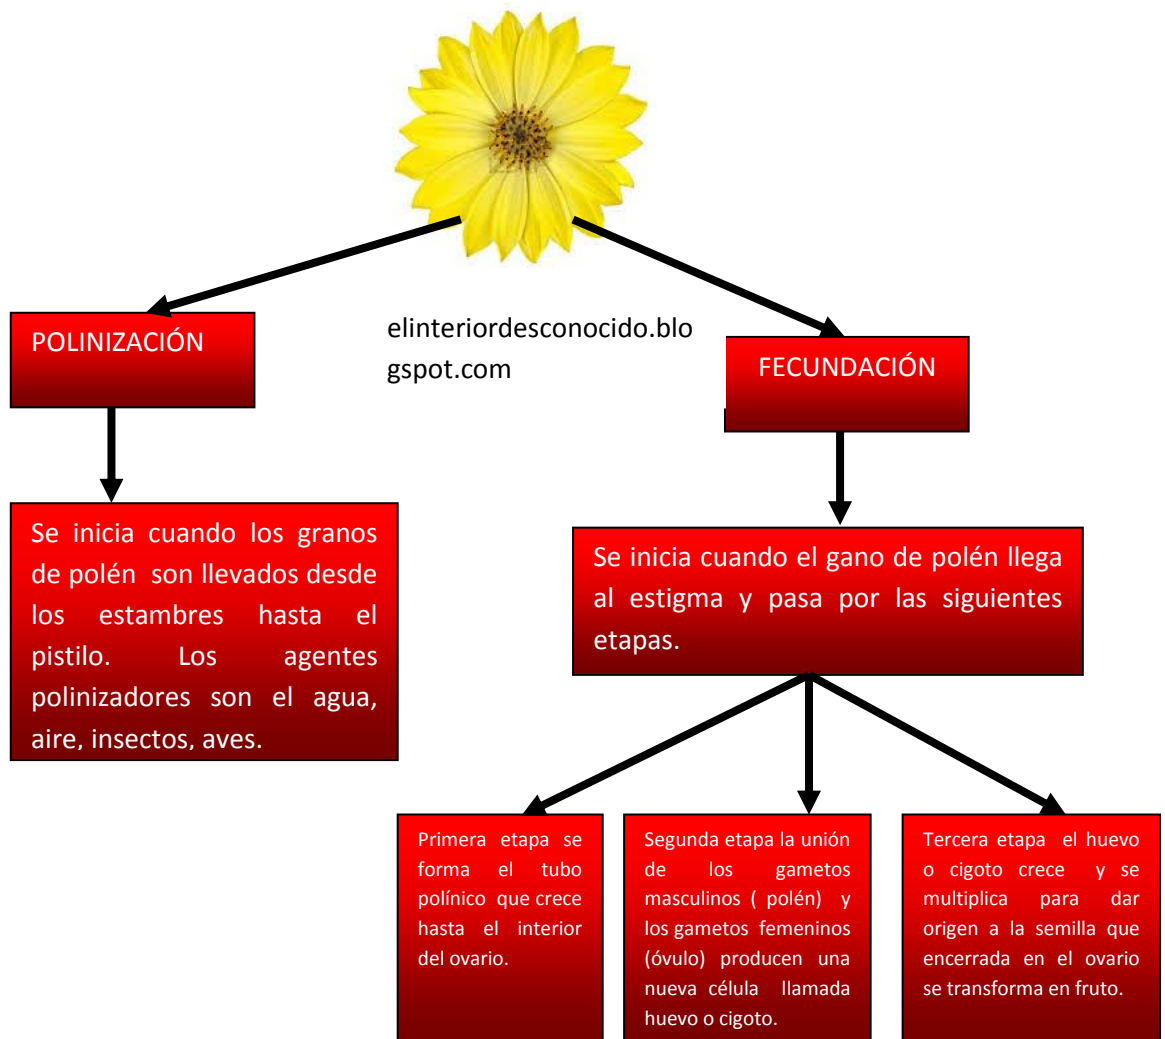 POLINIZACIÓN
elinteriordesconocido.blo
gspot.com
FECUNDACIÓN
Se inicia cuando los granos
de polén son llevados desde
los estambres hasta el
pistilo. Los agentes
polinizadores son el agua,
aire, insectos, aves.
Se inicia cuando el gano de polén llega
al estigma y pasa por las siguientes
etapas.
Primera etapa se
forma el tubo
polínico que crece
hasta el interior
del ovario.
Segunda etapa la unión
de los gametos
masculinos ( polén) y
los gametos femeninos
(óvulo) producen una
nueva célula llamada
huevo o cigoto.
Tercera etapa el huevo
o cigoto crece y se
multiplica para dar
origen a la semilla que
encerrada en el ovario
se transforma en fruto.